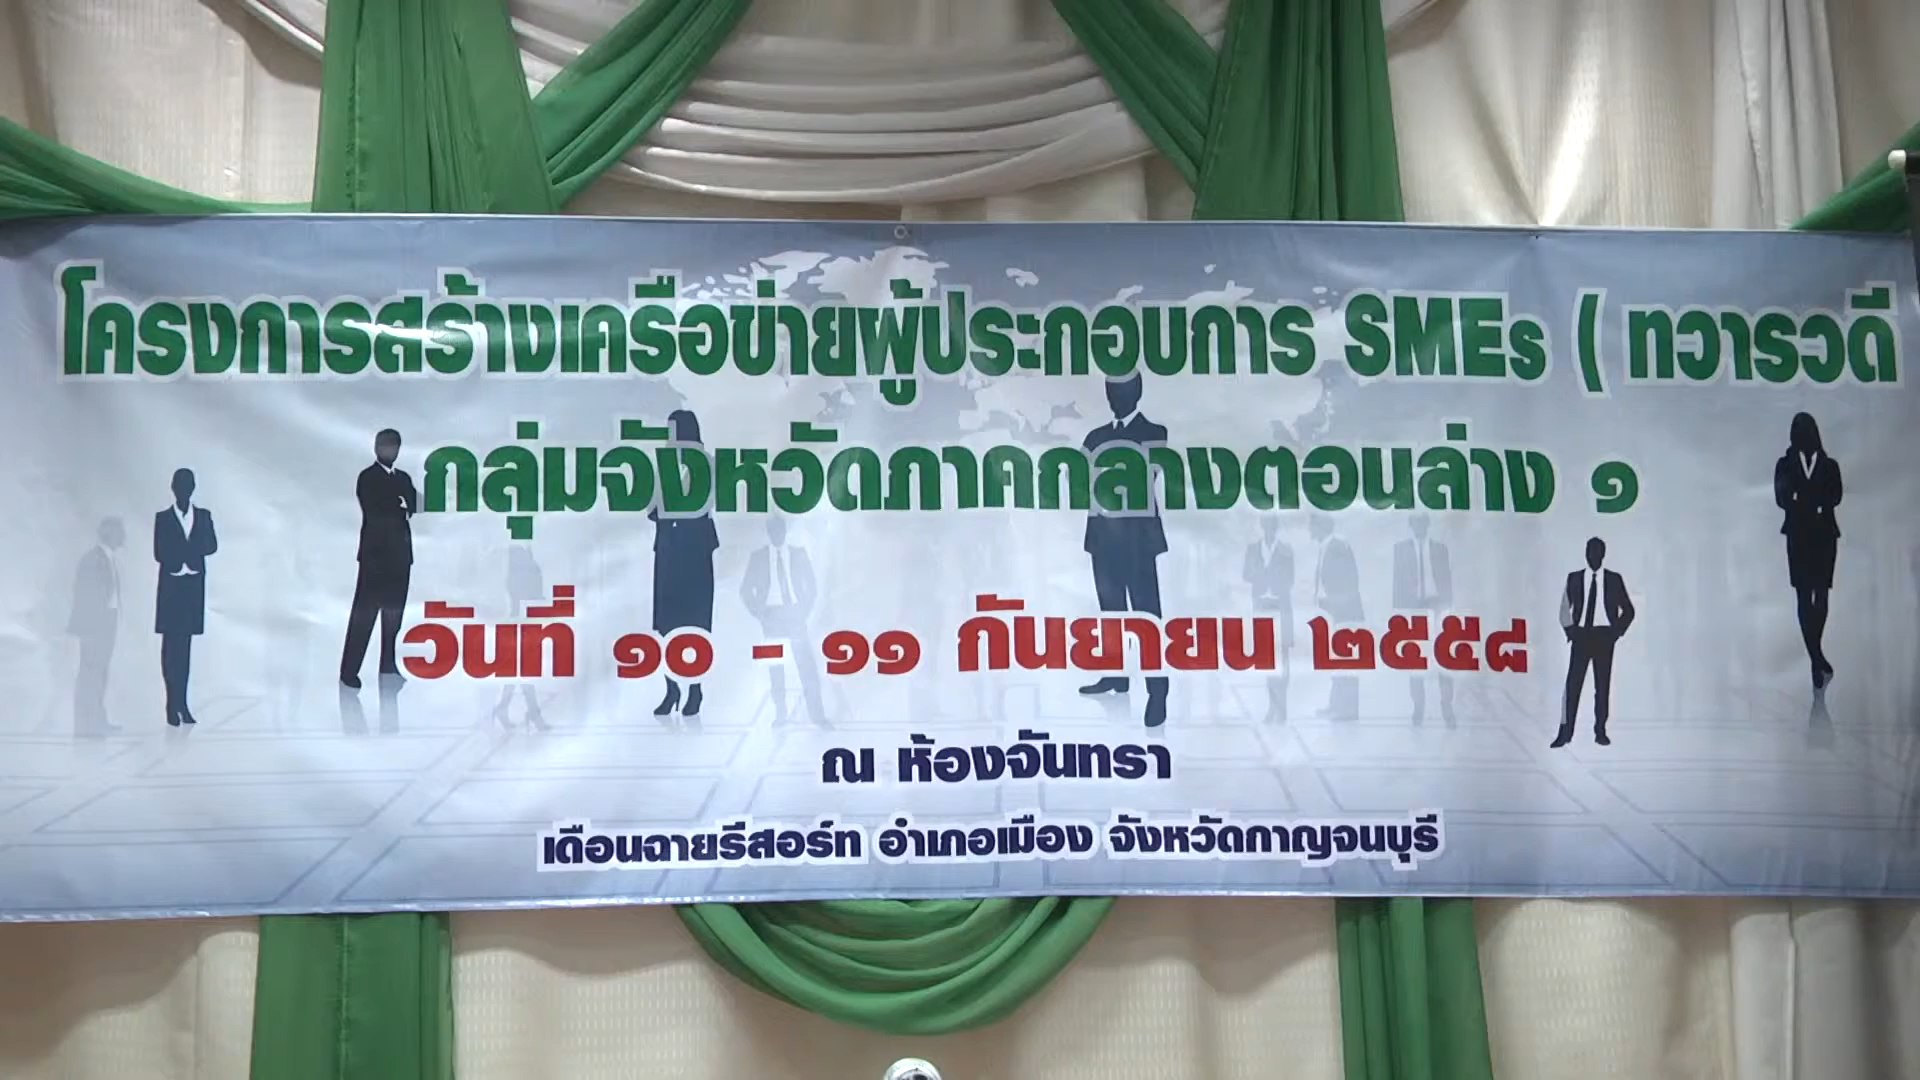 โครงการสร้างเครือข่ายผู้ประกอบการ SMEs ( ทวารวดี
กลุ่มจังหวัดภาคกลางตอนล่าง ๑
วันที่ ๑๐ - ๑๑ กันยายน ๒๕๕๘
ณ ห้องจันทรา
เดือนฉายรีสอร์ท อำเภอเมือง จังหวัดกาญจนบุรี